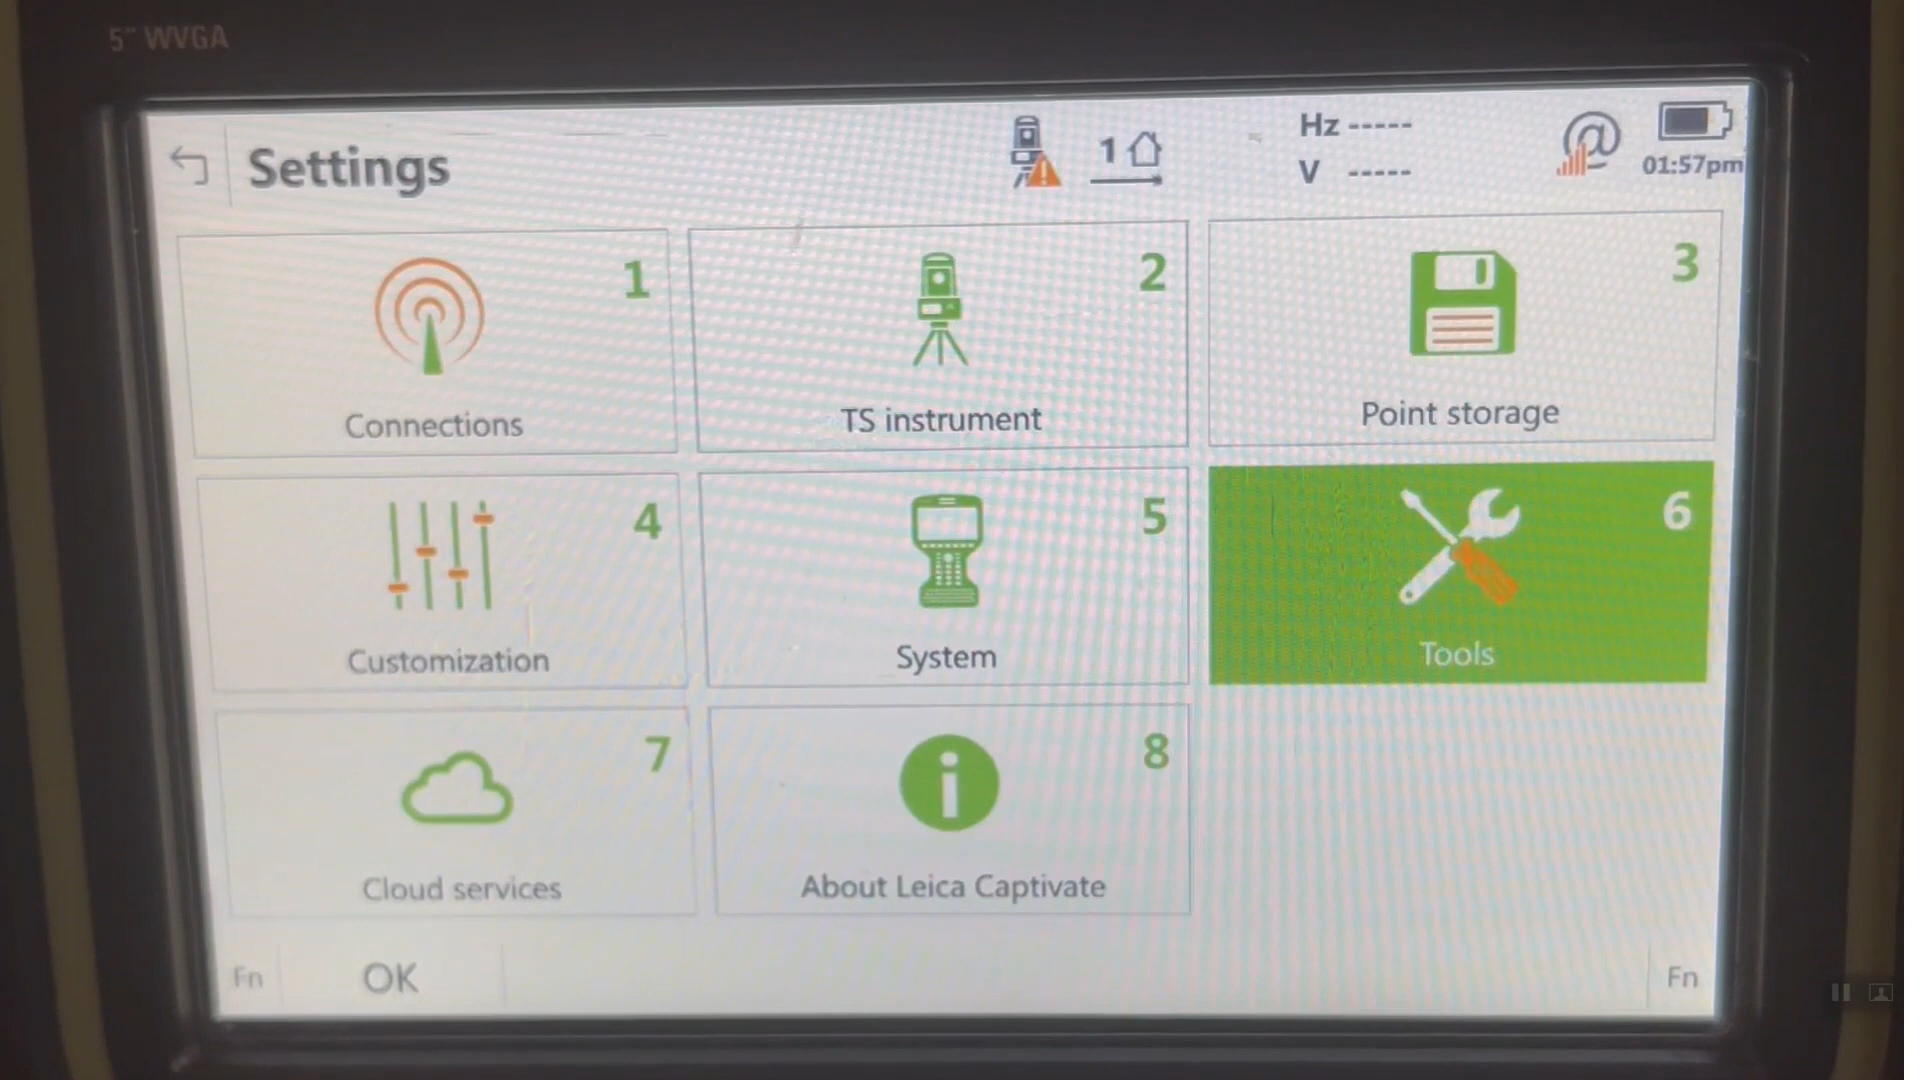 5" WVGA
Settings
1
Hz -----
V -----
@
01:57pm
1
Connections
2
TS instrument
3
Point storage
4
Customization
5
System
6
Tools
7
Cloud services
8
About Leica Captivate
Fn
OK
Fn